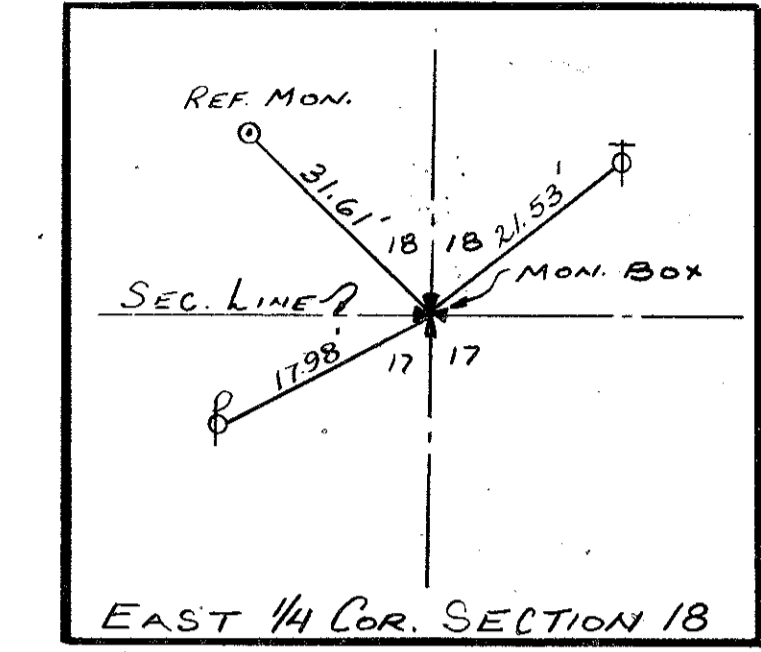 REF. MON.
31.61'
18 18
21.53'
MON. BOX
SEC. LINE
17.98'
17 17
EAST 1/4 COR. SECTION 18